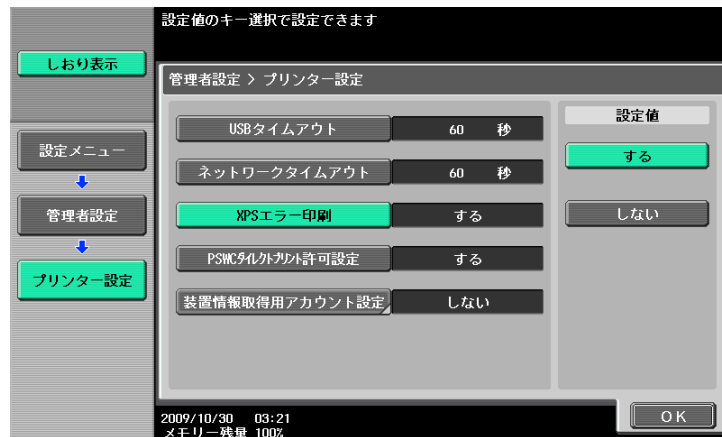 設定値のキー選択で設定できます
しおり表示
管理者設定 > プリンター設定
設定メニュー
管理者設定
プリンター設定
USBタイムアウト 60 秒
ネットワークタイムアウト 60 秒
XPSエラー印刷 する
PSWCダイレクトプリント許可設定 する
装置情報取得用アカウント設定 しない
設定値
する
しない
2009/10/30 03:21
メモリー残量 100%
OK